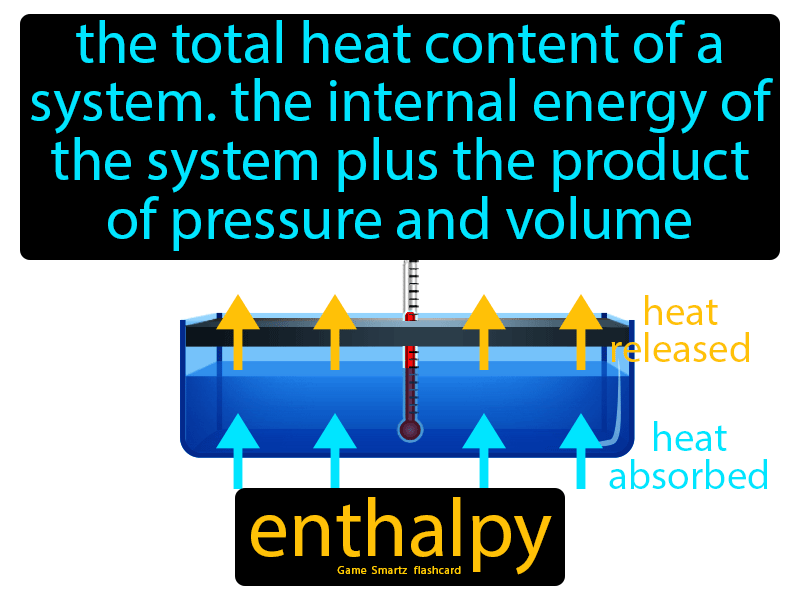 the total heat content of a
system. the internal energy of
the system plus the product
of pressure and volume
heat
released
heat
absorbed
enthalpy
Game Smartz flashcard